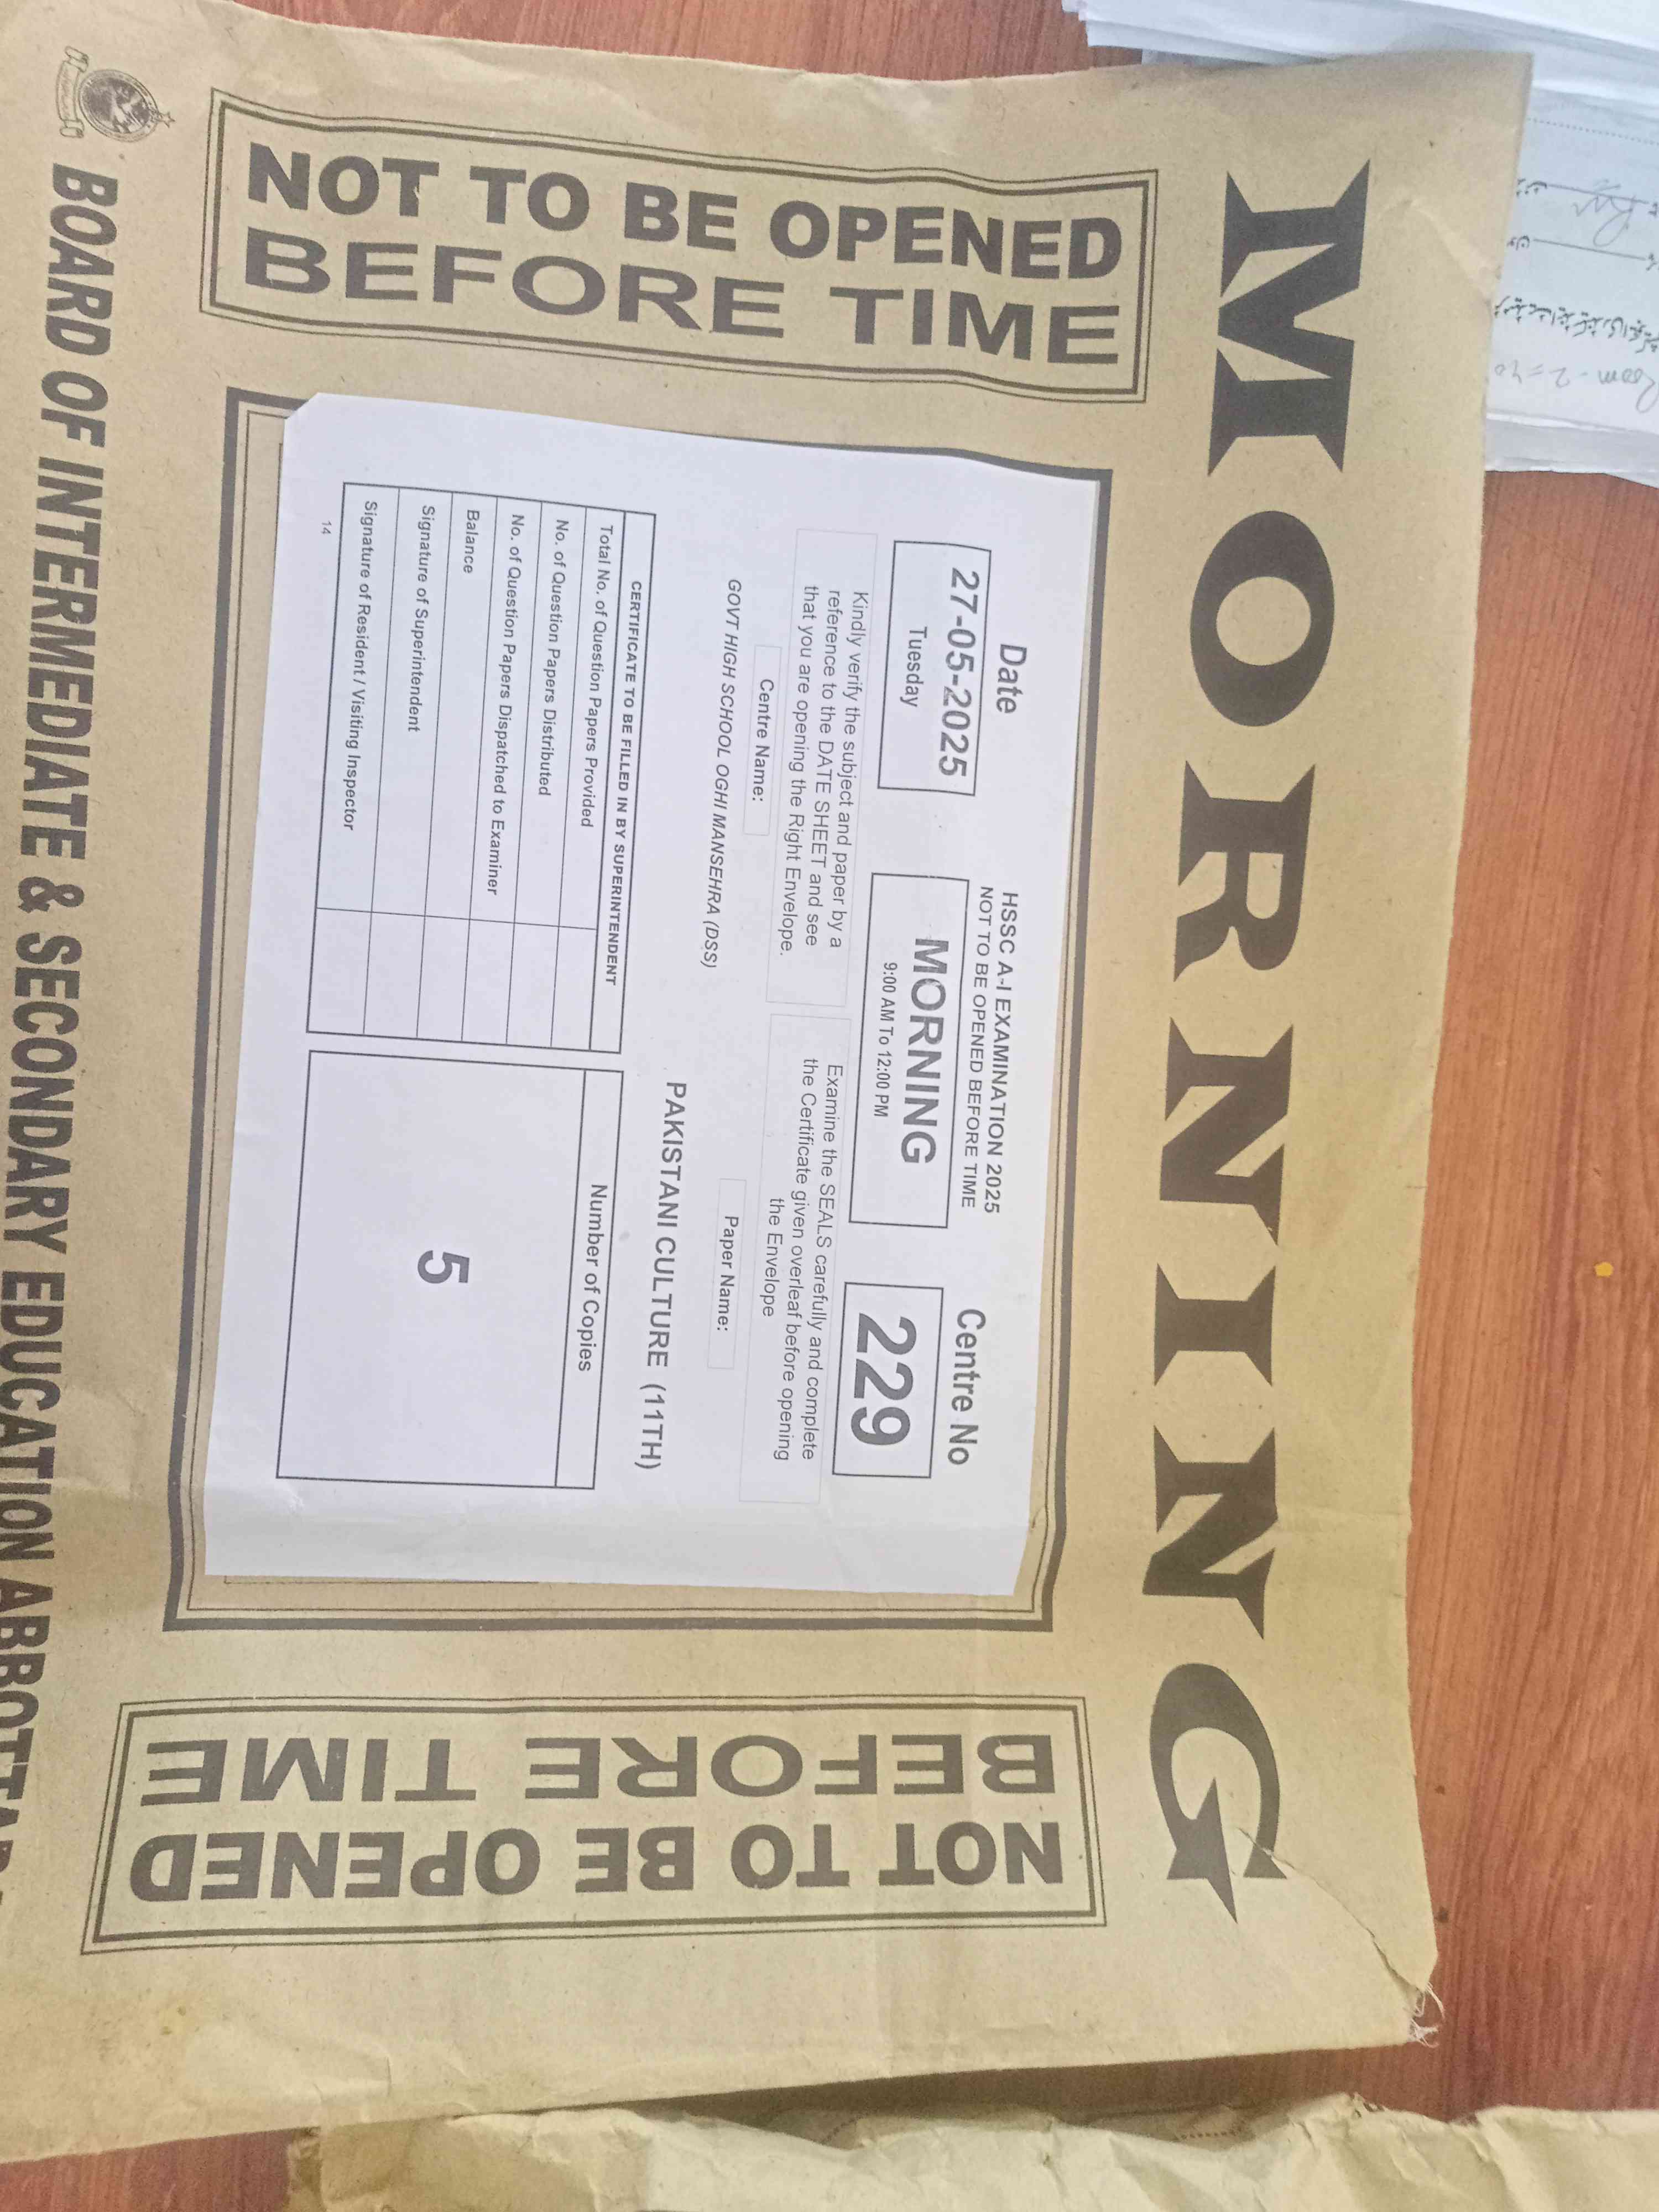 MORNING
NOT TO BE OPENED
BEFORE TIME
Date
27-05-2025
Tuesday
HSSC A-I EXAMINATION 2025
NOT TO BE OPENED BEFORE TIME
MORNING
9:00 AM To 12:00 PM
Centre No
229
Kindly verify the subject and paper by a
reference to the DATE SHEET and see
that you are opening the Right Envelope.
Examine the SEALS carefully and complete
the Certificate given overleaf before opening
the Envelope
Centre Name:
GOVT HIGH SCHOOL OGHI MANSEHRA (DSS)
Paper Name:
PAKISTANI CULTURE (11TH)
CERTIFICATE TO BE FILLED IN BY SUPERINTENDENT
Total No. of Question Papers Provided
No. of Question Papers Distributed
No. of Question Papers Dispatched to Examiner
Balance
Signature of Superintendent
Signature of Resident / Visiting Inspector
14
Number of Copies
5
NOT TO BE OPENED
BEFORE TIME
BOARD OF INTERMEDIATE & SECONDARY EDUCATION